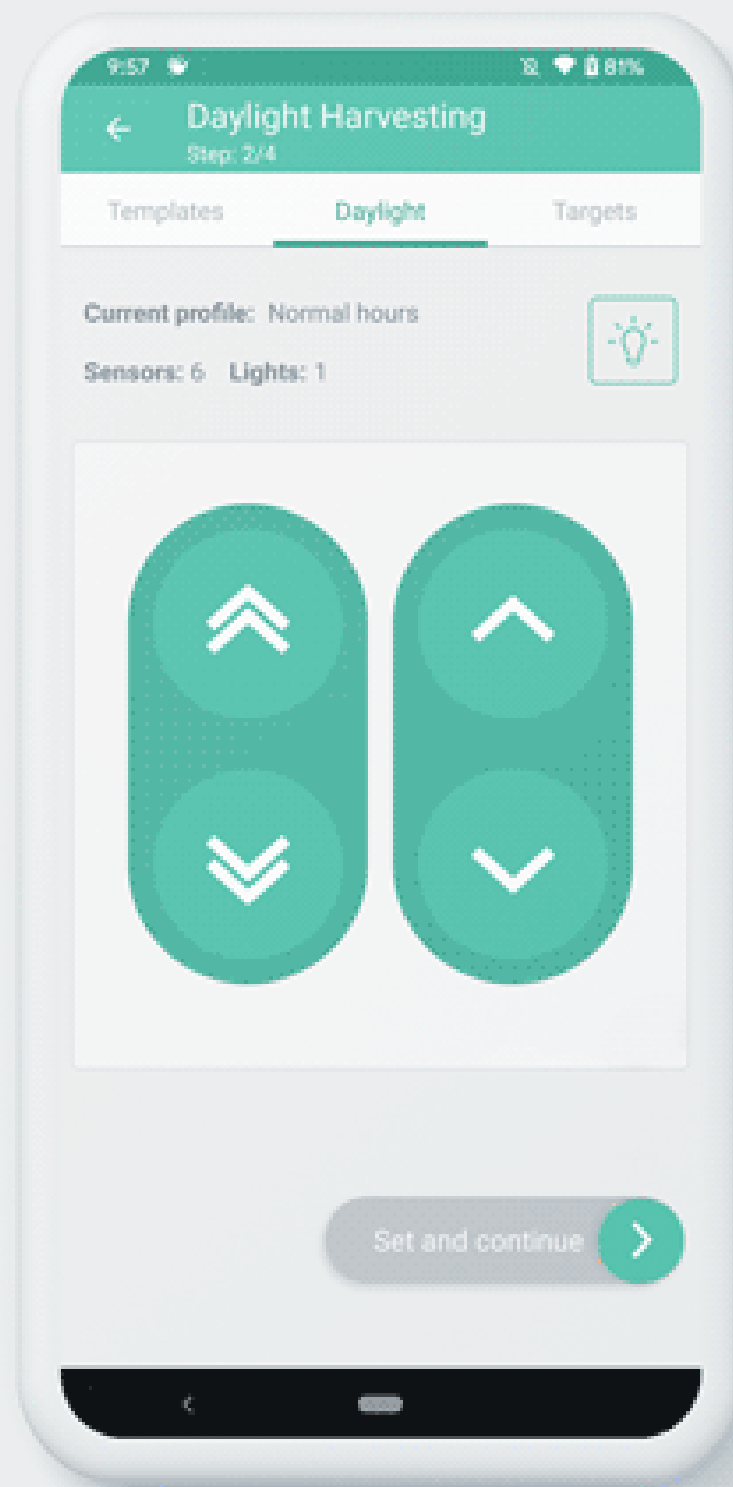 9:57 81%
Daylight Harvesting
Step: 2/4
Templates Daylight Targets
Current profile: Normal hours
Sensors: 6 Lights: 1
Set and continue